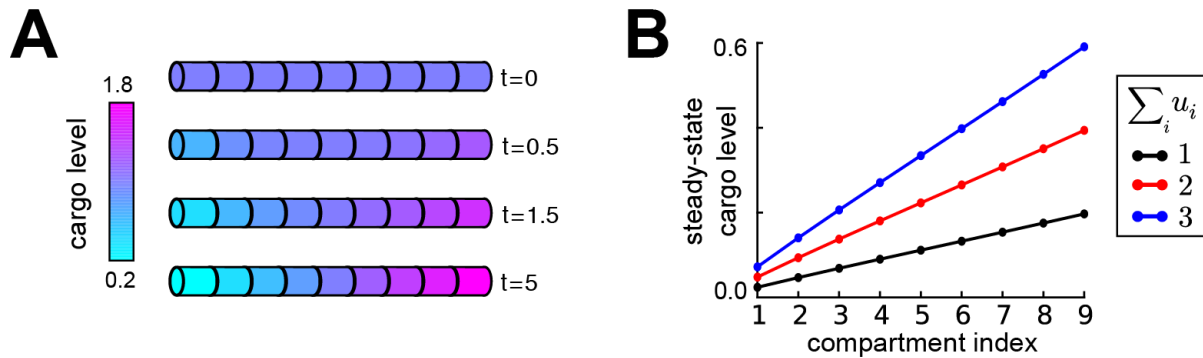 A
1.8
cargo level
0.2
t=0
t=0.5
t=1.5
t=5
B
0.6
steady-state
cargo level
0.0
1 2 3 4 5 6 7 8 9
compartment index
∑ᵢ uᵢ
1
2
3